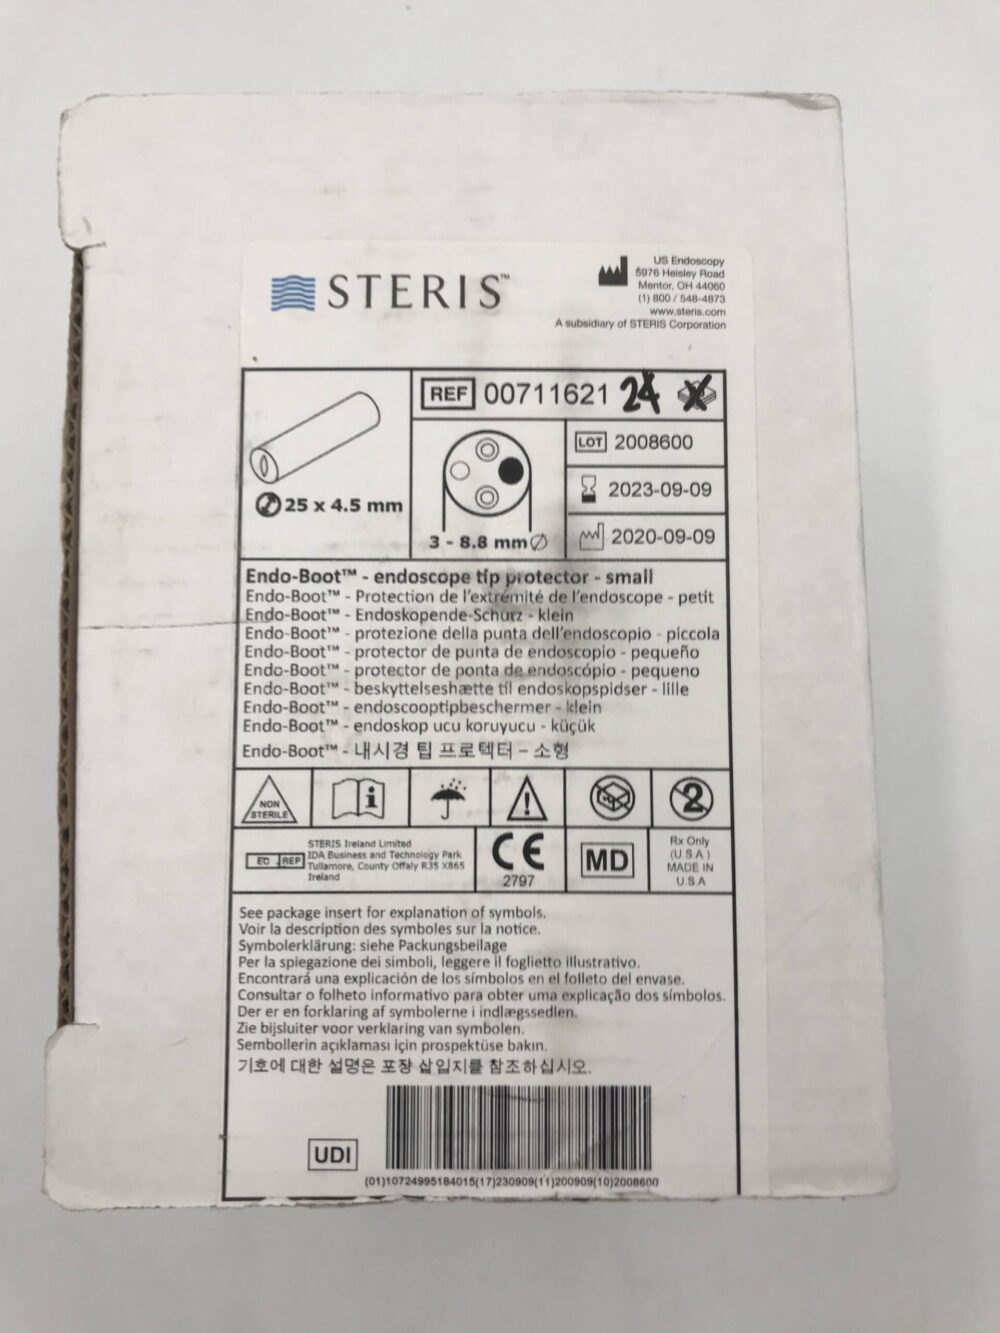 STERIS™
US Endoscopy
5976 Heisley Road
Mentor, OH 44060
(1) 800 / 548-4873
www.steris.com
A subsidiary of STERIS Corporation
REF 00711621 24
25 x 4.5 mm
3 - 8.8 mm∅
LOT 2008600
2023-09-09
2020-09-09
Endo-Boot™ - endoscope tip protector - small
Endo-Boot™ - Protection de l'extrémité de l'endoscope - petit
Endo-Boot™ - Endoskopende-Schutz - klein
Endo-Boot™ - protezione della punta dell'endoscopio - piccola
Endo-Boot™ - protector de punta de endoscopio - pequeño
Endo-Boot™ - protector de ponta de endoscópio - pequeno
Endo-Boot™ - beskyttelseshætte til endoskopspidser - lille
Endo-Boot™ - endoscooptipbeschermer - klein
Endo-Boot™ - endoskop ucu koruyucu - küçük
Endo-Boot™ - 내시경 팁 프로텍터 – 소형
NON
STERILE
i
2
EC REP
STERIS Ireland Limited
IDA Business and Technology Park
Tullamore, County Offaly R35 X865
Ireland
CE
2797
MD
Rx Only
(U S A)
MADE IN
U S A
See package insert for explanation of symbols.
Voir la description des symboles sur la notice.
Symbolerklärung: siehe Packungsbeilage
Per la spiegazione dei simboli, leggere il foglietto illustrativo.
Encontrará una explicación de los símbolos en el folleto del envase.
Consultar o folheto informativo para obter uma explicação dos símbolos.
Der er en forklaring af symbolerne i indlægssedlen.
Zie bijsluiter voor verklaring van symbolen.
Sembollerin açıklaması için prospektüse bakın.
기호에 대한 설명은 포장 삽입지를 참조하십시오.
UDI
(01)10724995184015(17)230909(11)200909(10)2008600